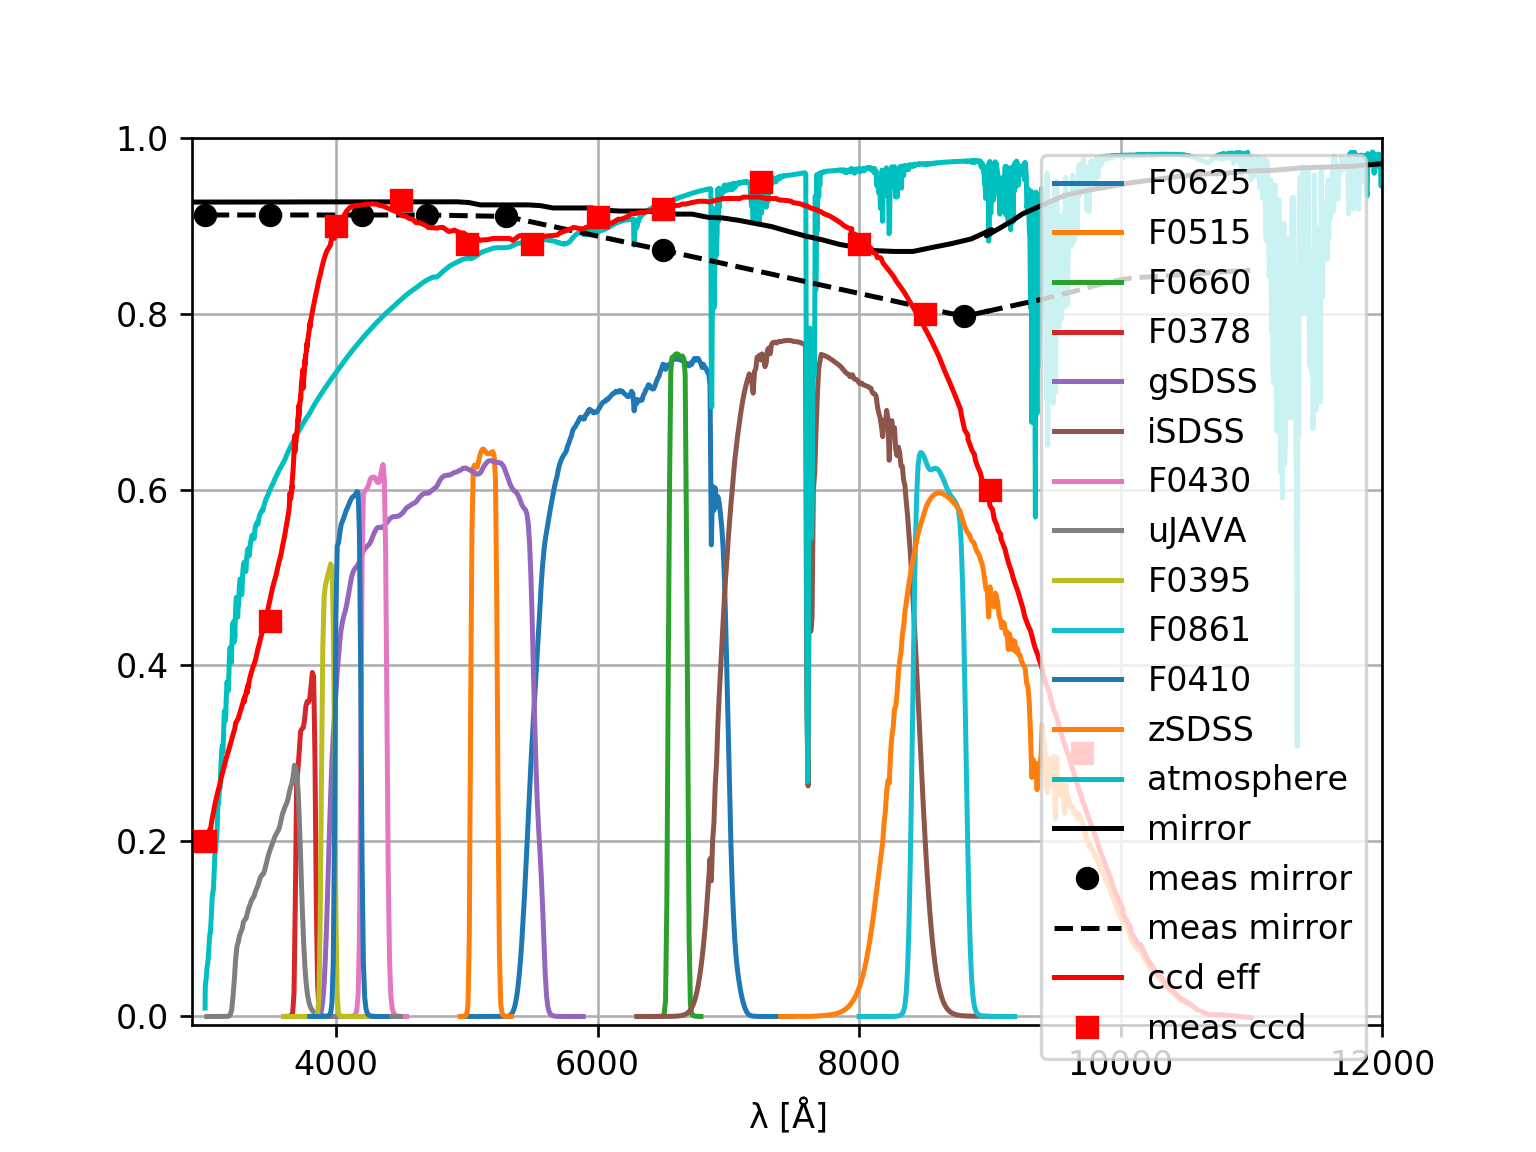 1.0
0.8
0.6
0.4
0.2
0.0
4000
6000
8000
10000
12000
λ [Å]
F0625
F0515
F0660
F0378
gSDSS
iSDSS
F0430
uJAVA
F0395
F0861
F0410
zSDSS
atmosphere
mirror
meas mirror
meas mirror
ccd eff
meas ccd